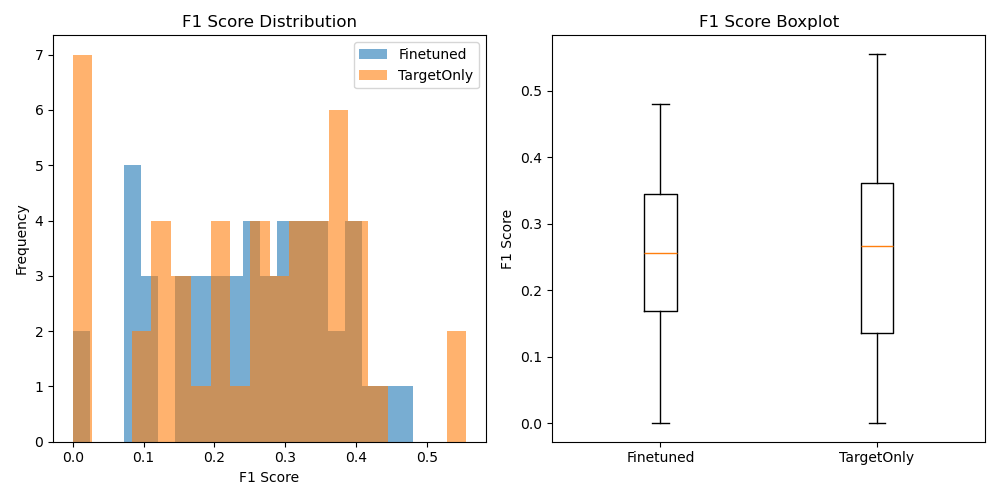 F1 Score Distribution
Frequency
7
6
5
4
3
2
1
0
0.0 0.1 0.2 0.3 0.4 0.5
F1 Score
Finetuned
TargetOnly
F1 Score Boxplot
F1 Score
0.5
0.4
0.3
0.2
0.1
0.0
Finetuned TargetOnly